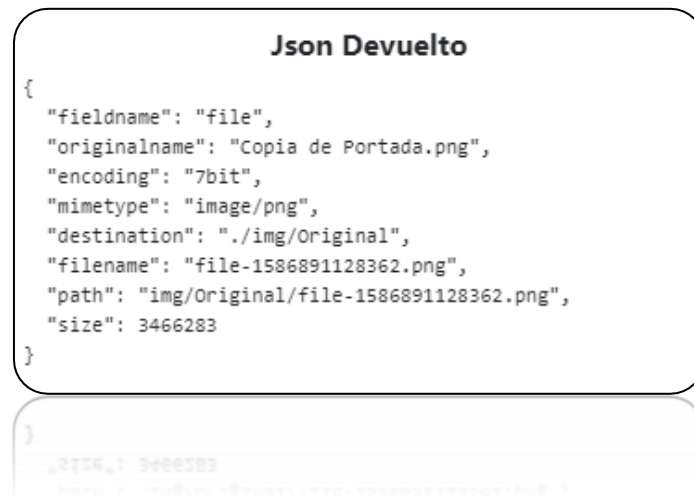 Json Devuelto
{
"fieldname": "file",
"originalname": "Copia de Portada.png",
"encoding": "7bit",
"mimetype": "image/png",
"destination": "./img/Original",
"filename": "file-1586891128362.png",
"path": "img/Original/file-1586891128362.png",
"size": 3466283
}